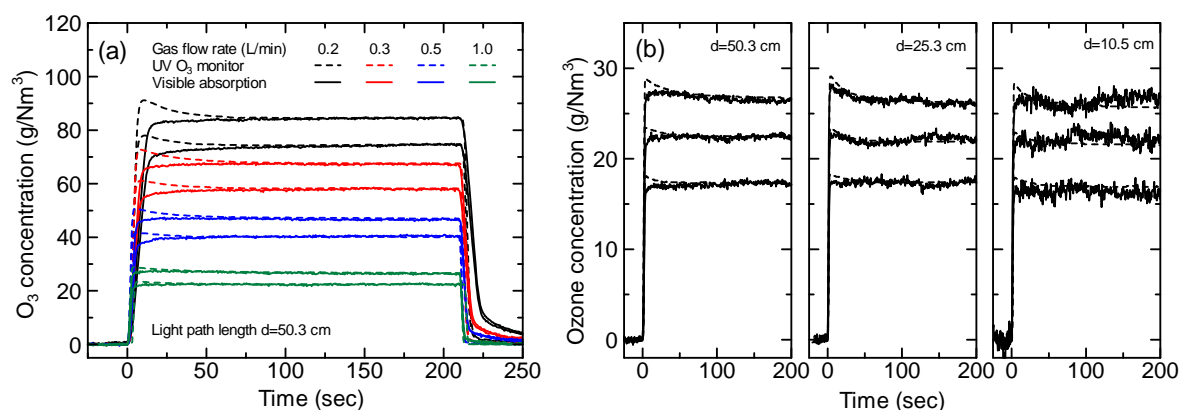 (a)
Gas flow rate (L/min) 0.2 0.3 0.5 1.0
UV O₃ monitor
Visible absorption
Light path length d=50.3 cm
O₃ concentration (g/Nm³)
120
100
80
60
40
20
0
0 50 100 150 200 250
Time (sec)
(b)
d=50.3 cm
d=25.3 cm
d=10.5 cm
Ozone concentration (g/Nm³)
30
20
10
0
0 100 200
0 100 200
0 100 200
Time (sec)